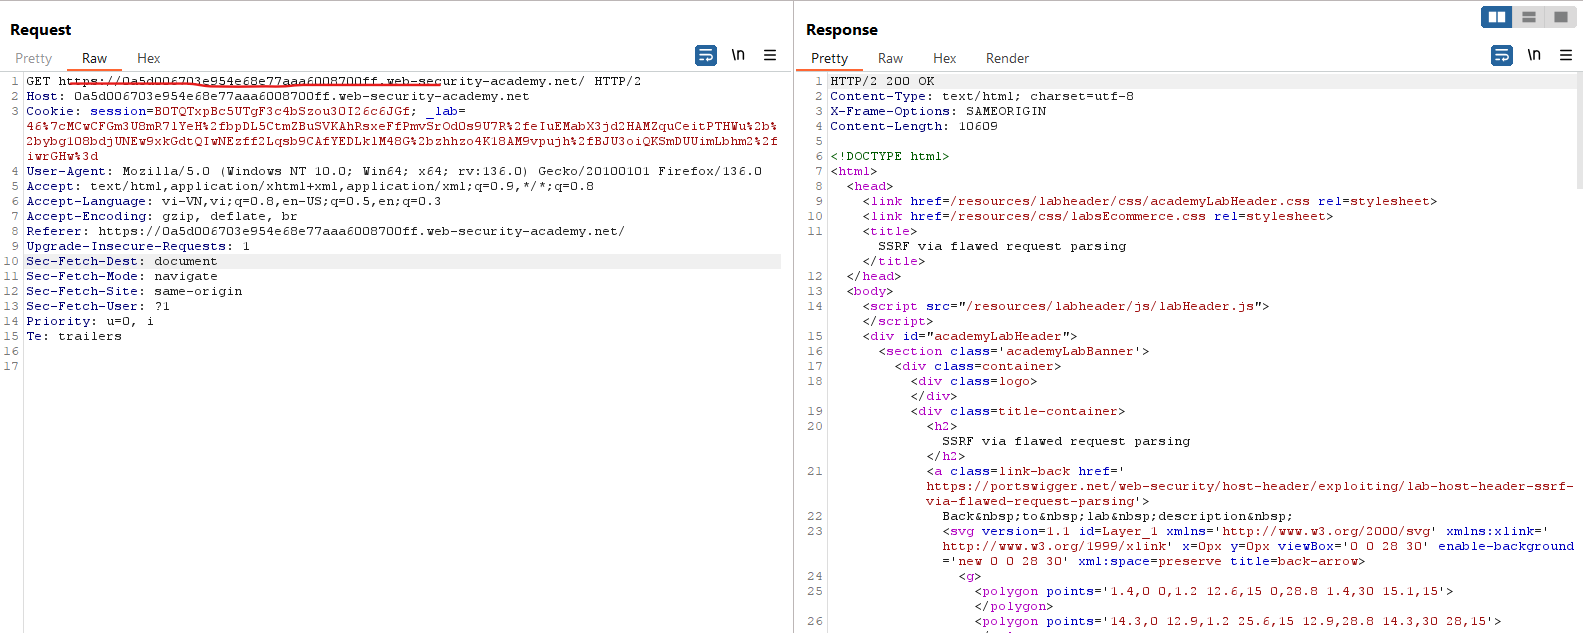 Request
Pretty Raw Hex \n
1 GET https://0a5d006703e954e68e77aaa6008700ff.web-security-academy.net/ HTTP/2
2 Host: 0a5d006703e954e68e77aaa6008700ff.web-security-academy.net
3 Cookie: session=B0TQTxpBc5UTgF3c4bSzou30I26c6JGf; _lab=
46%7cMCwCFGm3U8mR7lYeH%2fbpDL5CtmZBuSVKAhRsxeFfPmvSrOd0s9U7R%2feIuEMabX3jd2HAMZquCeitPTHWu%2b%
2bybg108bdjUNEw9xkGdtQIwNEzff2Lqsb9CAfYEDLklM48G%2bzhhzo4K18AM9vpujh%2fBJU3oiQKSmDUUimLbhm2%2f
iwrGHw%3d
4 User-Agent: Mozilla/5.0 (Windows NT 10.0; Win64; x64; rv:136.0) Gecko/20100101 Firefox/136.0
5 Accept: text/html,application/xhtml+xml,application/xml;q=0.9,*/*;q=0.8
6 Accept-Language: vi-VN,vi;q=0.8,en-US;q=0.5,en;q=0.3
7 Accept-Encoding: gzip, deflate, br
8 Referer: https://0a5d006703e954e68e77aaa6008700ff.web-security-academy.net/
9 Upgrade-Insecure-Requests: 1
10 Sec-Fetch-Dest: document
11 Sec-Fetch-Mode: navigate
12 Sec-Fetch-Site: same-origin
13 Sec-Fetch-User: ?1
14 Priority: u=0, i
15 Te: trailers
16
17
Response
Pretty Raw Hex Render \n
1 HTTP/2 200 OK
2 Content-Type: text/html; charset=utf-8
3 X-Frame-Options: SAMEORIGIN
4 Content-Length: 10609
5
6 <!DOCTYPE html>
7 <html>
8 <head>
9 <link href=/resources/labheader/css/academyLabHeader.css rel=stylesheet>
10 <link href=/resources/css/labsEcommerce.css rel=stylesheet>
11 <title>
SSRF via flawed request parsing
</title>
12 </head>
13 <body>
14 <script src="/resources/labheader/js/labHeader.js">
</script>
15 <div id="academyLabHeader">
16 <section class='academyLabBanner'>
17 <div class=container>
18 <div class=logo>
</div>
19 <div class=title-container>
20 <h2>
SSRF via flawed request parsing
</h2>
21 <a class=link-back href='
https://portswigger.net/web-security/host-header/exploiting/lab-host-header-ssrf-
via-flawed-request-parsing'>
22 Back&nbsp;to&nbsp;lab&nbsp;description&nbsp;
23 <svg version=1.1 id=Layer_1 xmlns='http://www.w3.org/2000/svg' xmlns:xlink='
http://www.w3.org/1999/xlink' x=0px y=0px viewBox='0 0 28 30' enable-background
='new 0 0 28 30' xml:space=preserve title=back-arrow>
24 <g>
25 <polygon points='1.4,0 0,1.2 12.6,15 0,28.8 1.4,30 15.1,15'>
</polygon>
26 <polygon points='14.3,0 12.9,1.2 25.6,15 12.9,28.8 14.3,30 28,15'>